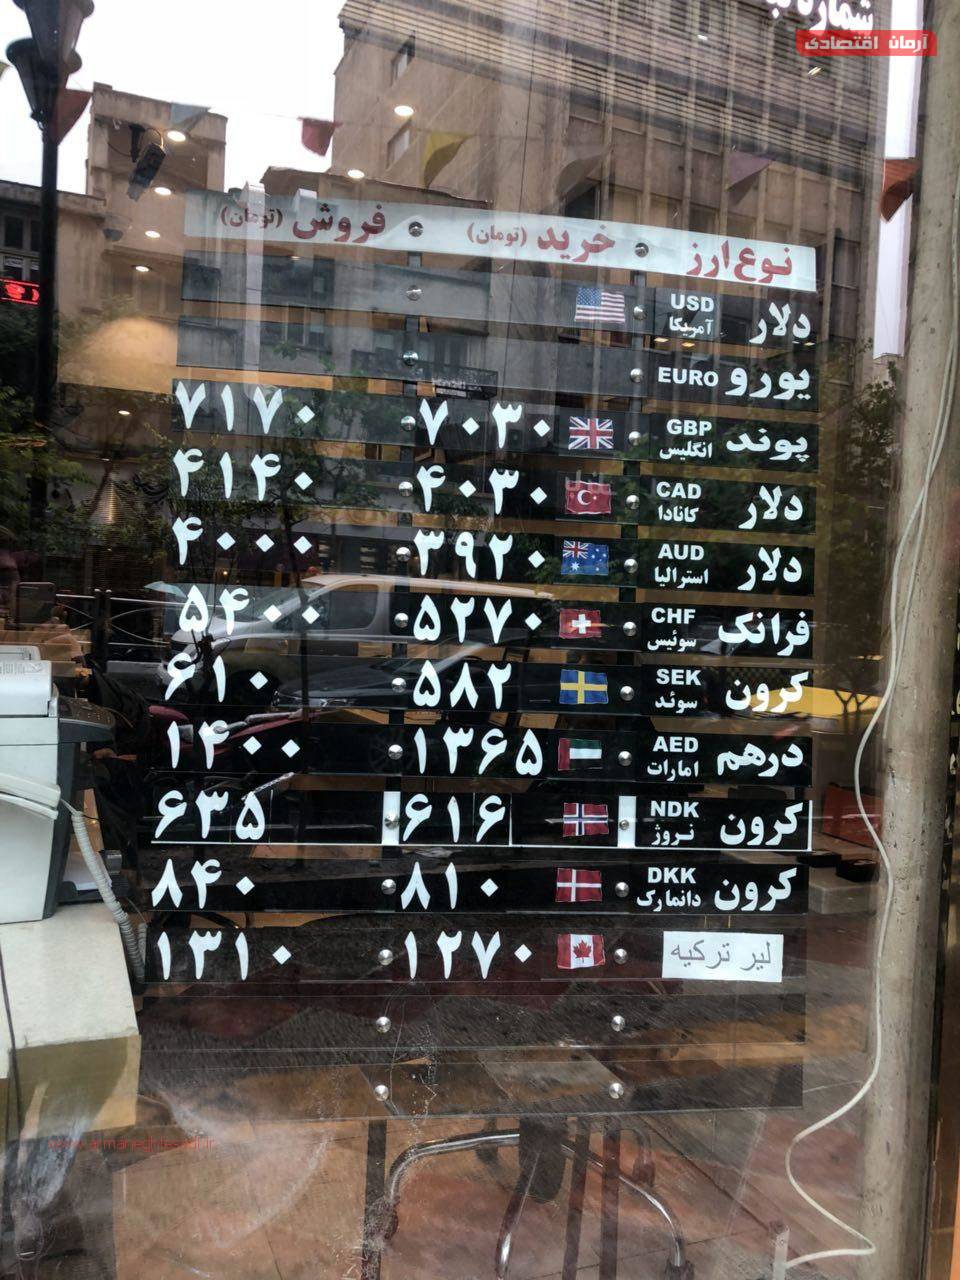 آرمان اقتصادی
نوع ارز خرید (تومان) فروش (تومان)
دلار USD آمریکا
یورو EURO
پوند GBP انگلیس ۷۰۳۰ ۷۱۷۰
دلار CAD کانادا ۴۰۳۰ ۴۱۴۰
دلار AUD استرالیا ۳۹۲۰ ۴۰۰۰
فرانک CHF سوئیس ۵۲۷۰ ۵۴۰۰
کرون SEK سوئد ۵۸۲ ۶۱۰
درهم AED امارات ۱۳۶۵ ۱۴۰۰
کرون NDK نروژ ۶۱۶ ۶۳۵
کرون DKK دانمارک ۸۱۰ ۸۴۰
لیر ترکیه ۱۲۷۰ ۱۳۱۰